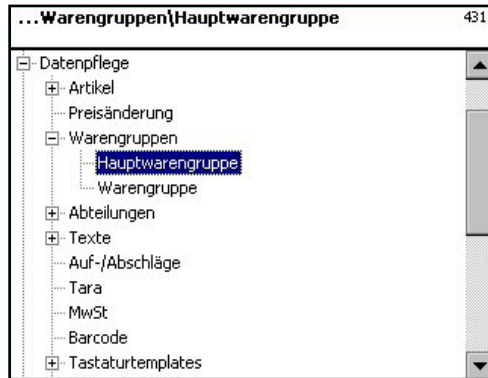 ...Warengruppen\Hauptwarengruppe 431
Datenpflege
Artikel
Preisänderung
Warengruppen
Hauptwarengruppe
Warengruppe
Abteilungen
Texte
Auf-/Abschläge
Tara
MwSt
Barcode
Tastaturtemplates